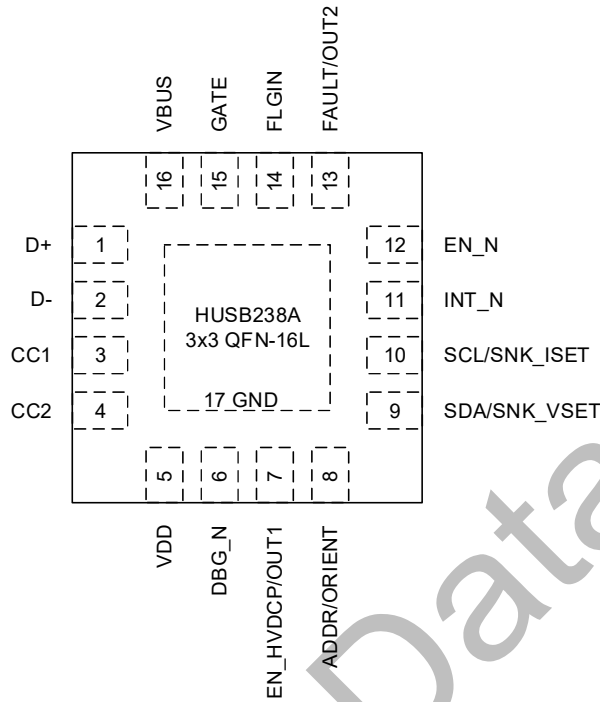 VBUS
GATE
FLGIN
FAULT/OUT2
16
15
14
13
D+
1
12
EN_N
D-
2
11
INT_N
CC1
3
10
SCL/SNK_ISET
CC2
4
9
SDA/SNK_VSET
HUSB238A
3x3 QFN-16L
17 GND
5
6
7
8
VDD
DBG_N
EN_HVDCP/OUT1
ADDR/ORIENT
Data